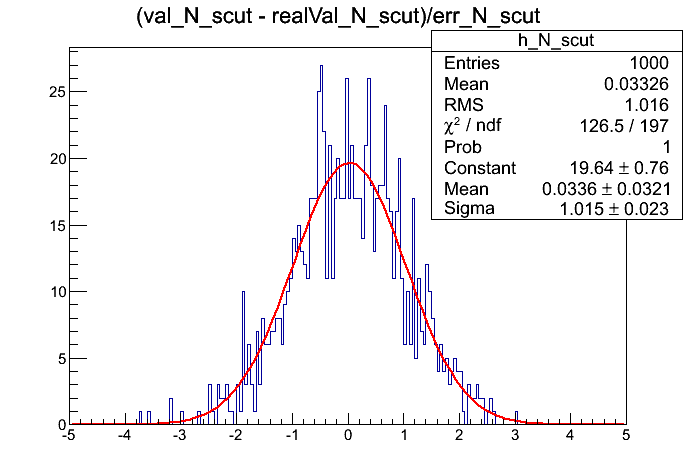 (val_N_scut - realVal_N_scut)/err_N_scut
h_N_scut
Entries 1000
Mean 0.03326
RMS 1.016
χ² / ndf 126.5 / 197
Prob 1
Constant 19.64 ± 0.76
Mean 0.0336 ± 0.0321
Sigma 1.015 ± 0.023
25
20
15
10
5
0
-5 -4 -3 -2 -1 0 1 2 3 4 5